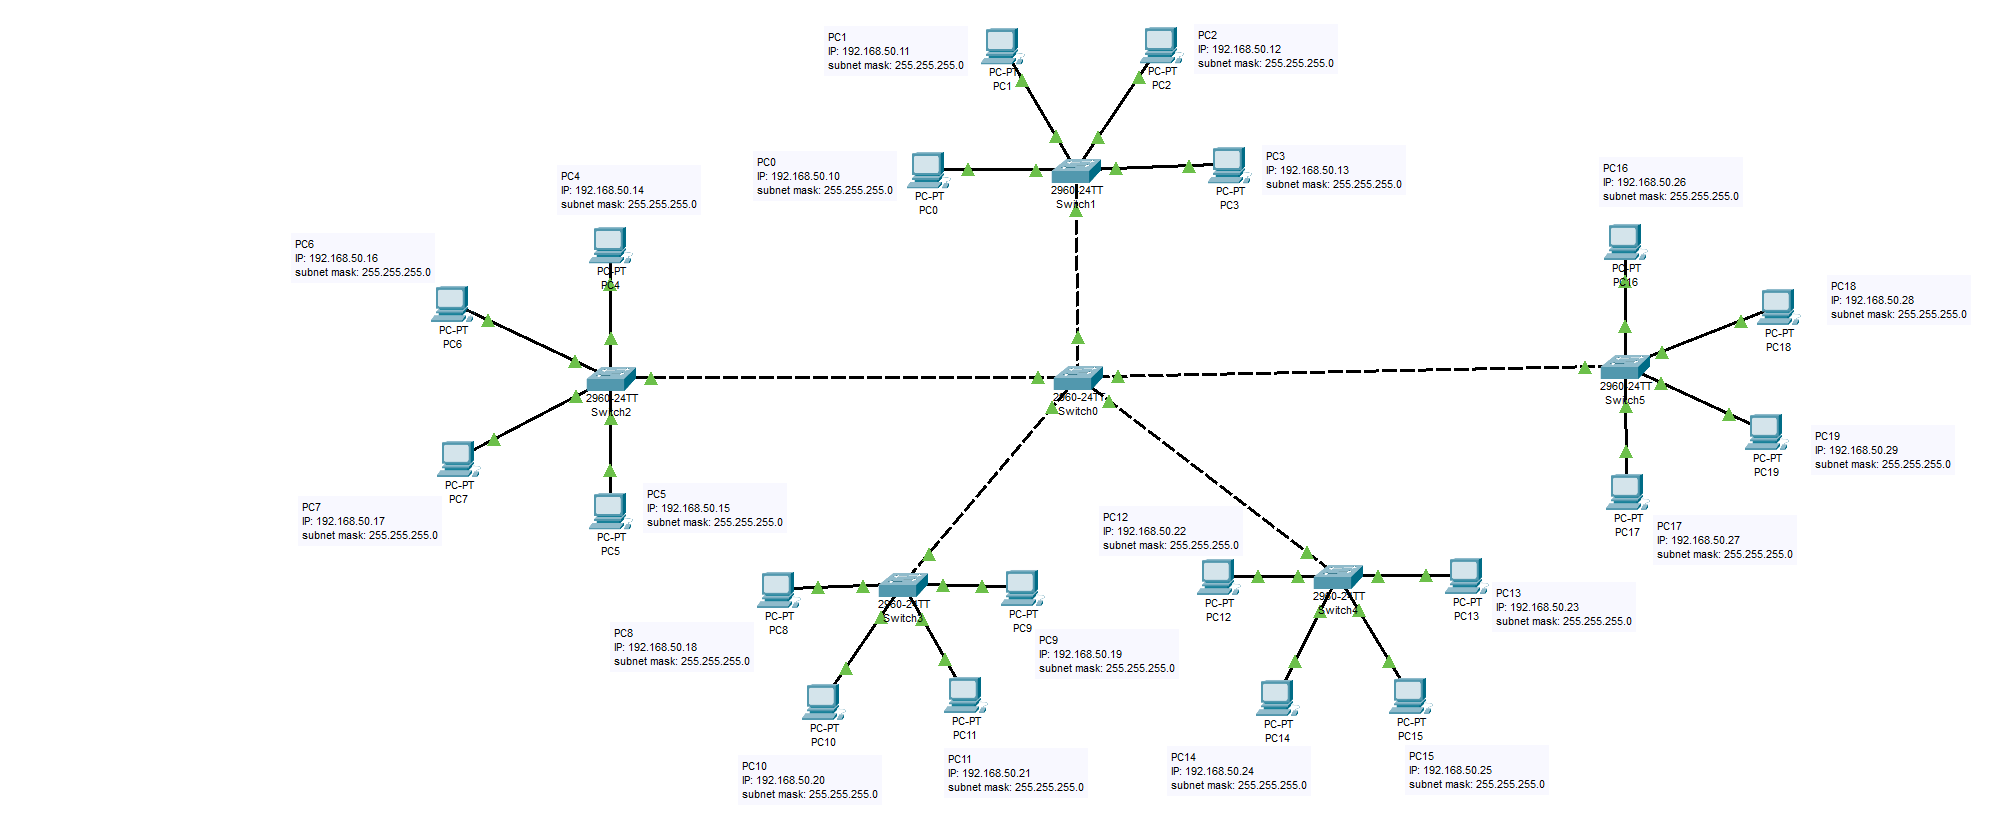 PC1
IP: 192.168.50.11
subnet mask: 255.255.255.0
PC-PT
PC1
PC2
IP: 192.168.50.12
subnet mask: 255.255.255.0
PC-PT
PC2
PC0
IP: 192.168.50.10
subnet mask: 255.255.255.0
PC-PT
PC0
2960-24TT
Switch1
PC3
IP: 192.168.50.13
subnet mask: 255.255.255.0
PC-PT
PC3
PC4
IP: 192.168.50.14
subnet mask: 255.255.255.0
PC-PT
PC4
PC6
IP: 192.168.50.16
subnet mask: 255.255.255.0
PC-PT
PC6
2960-24TT
Switch2
PC7
IP: 192.168.50.17
subnet mask: 255.255.255.0
PC-PT
PC7
PC5
IP: 192.168.50.15
subnet mask: 255.255.255.0
PC-PT
PC5
2960-24TT
Switch0
PC16
IP: 192.168.50.26
subnet mask: 255.255.255.0
PC-PT
PC16
PC18
IP: 192.168.50.28
subnet mask: 255.255.255.0
PC-PT
PC18
2960-24TT
Switch5
PC19
IP: 192.168.50.29
subnet mask: 255.255.255.0
PC-PT
PC19
PC17
IP: 192.168.50.27
subnet mask: 255.255.255.0
PC-PT
PC17
PC8
IP: 192.168.50.18
subnet mask: 255.255.255.0
PC-PT
PC8
2960-24TT
Switch3
PC9
IP: 192.168.50.19
subnet mask: 255.255.255.0
PC-PT
PC9
PC-PT
PC10
PC10
IP: 192.168.50.20
subnet mask: 255.255.255.0
PC-PT
PC11
PC11
IP: 192.168.50.21
subnet mask: 255.255.255.0
PC12
IP: 192.168.50.22
subnet mask: 255.255.255.0
PC-PT
PC12
2960-24TT
Switch4
PC-PT
PC13
PC13
IP: 192.168.50.23
subnet mask: 255.255.255.0
PC-PT
PC14
PC14
IP: 192.168.50.24
subnet mask: 255.255.255.0
PC-PT
PC15
PC15
IP: 192.168.50.25
subnet mask: 255.255.255.0